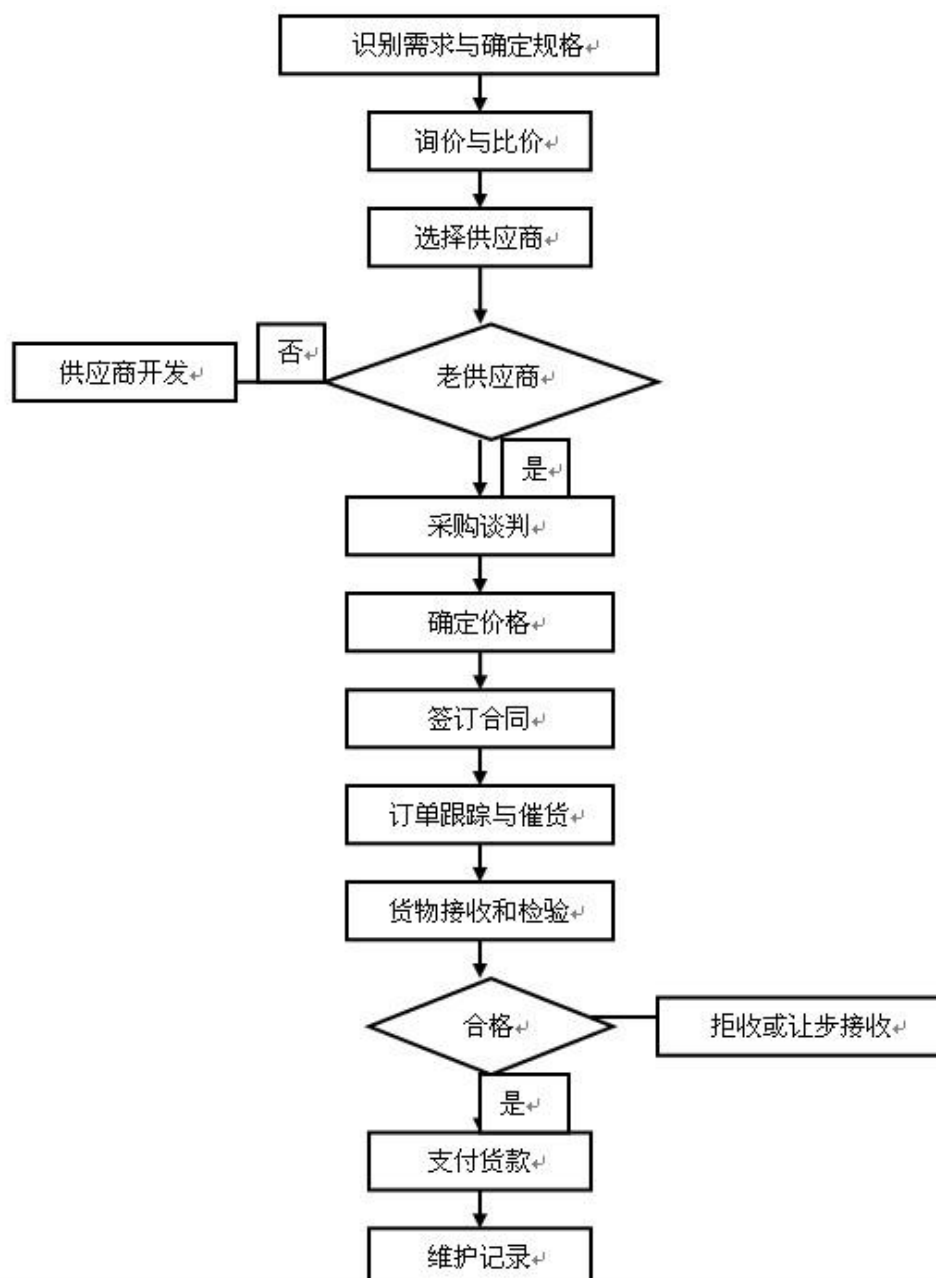 识别需求与确定规格
询价与比价
选择供应商
否
供应商开发
老供应商
是
采购谈判
确定价格
签订合同
订单跟踪与催货
货物接收和检验
合格
拒收或让步接收
是
支付货款
维护记录